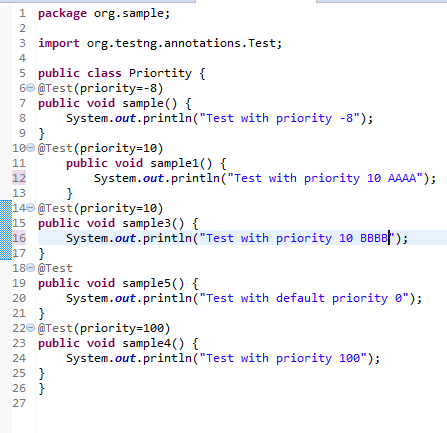 1 package org.sample;
2
3 import org.testng.annotations.Test;
4
5 public class Priortity {
6 @Test(priority=-8)
7 public void sample() {
8     System.out.println("Test with priority -8");
9 }
10 @Test(priority=10)
11     public void sample1() {
12         System.out.println("Test with priority 10 AAAA");
13     }
14 @Test(priority=10)
15 public void sample3() {
16     System.out.println("Test with priority 10 BBBB");
17 }
18 @Test
19 public void sample5() {
20     System.out.println("Test with default priority 0");
21 }
22 @Test(priority=100)
23 public void sample4() {
24     System.out.println("Test with priority 100");
25 }
26 }
27